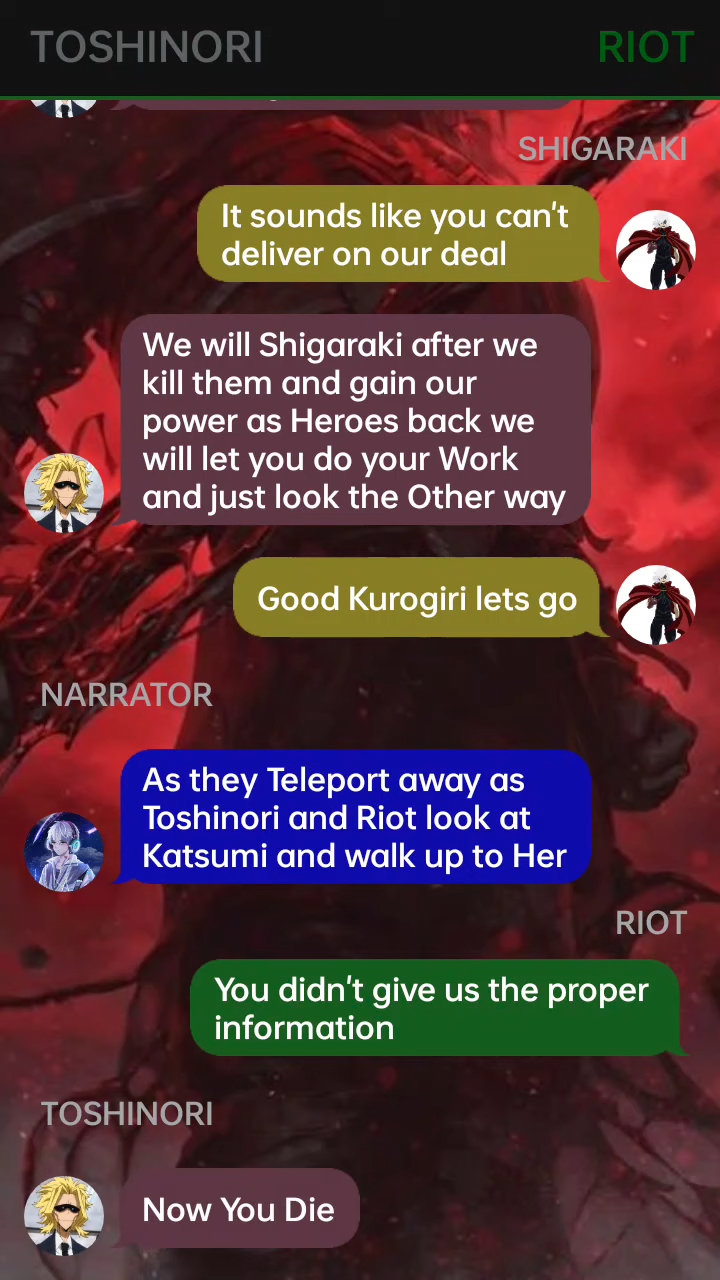 TOSHINORI
RIOT
SHIGARAKI
It sounds like you can't
deliver on our deal
We will Shigaraki after we
kill them and gain our
power as Heroes back we
will let you do your Work
and just look the Other way
Good Kurogiri lets go
NARRATOR
As they Teleport away as
Toshinori and Riot look at
Katsumi and walk up to Her
RIOT
You didn't give us the proper
information
TOSHINORI
Now You Die